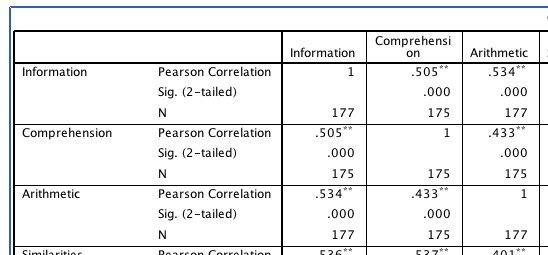 Information Comprehensi
on Arithmetic
Information Pearson Correlation 1 .505** .534**
Sig. (2-tailed) .000 .000
N 177 175 177
Comprehension Pearson Correlation .505** 1 .433**
Sig. (2-tailed) .000 .000
N 175 175 175
Arithmetic Pearson Correlation .534** .433** 1
Sig. (2-tailed) .000 .000
N 177 175 177
Similarities Pearson Correlation .536** .537** .401**